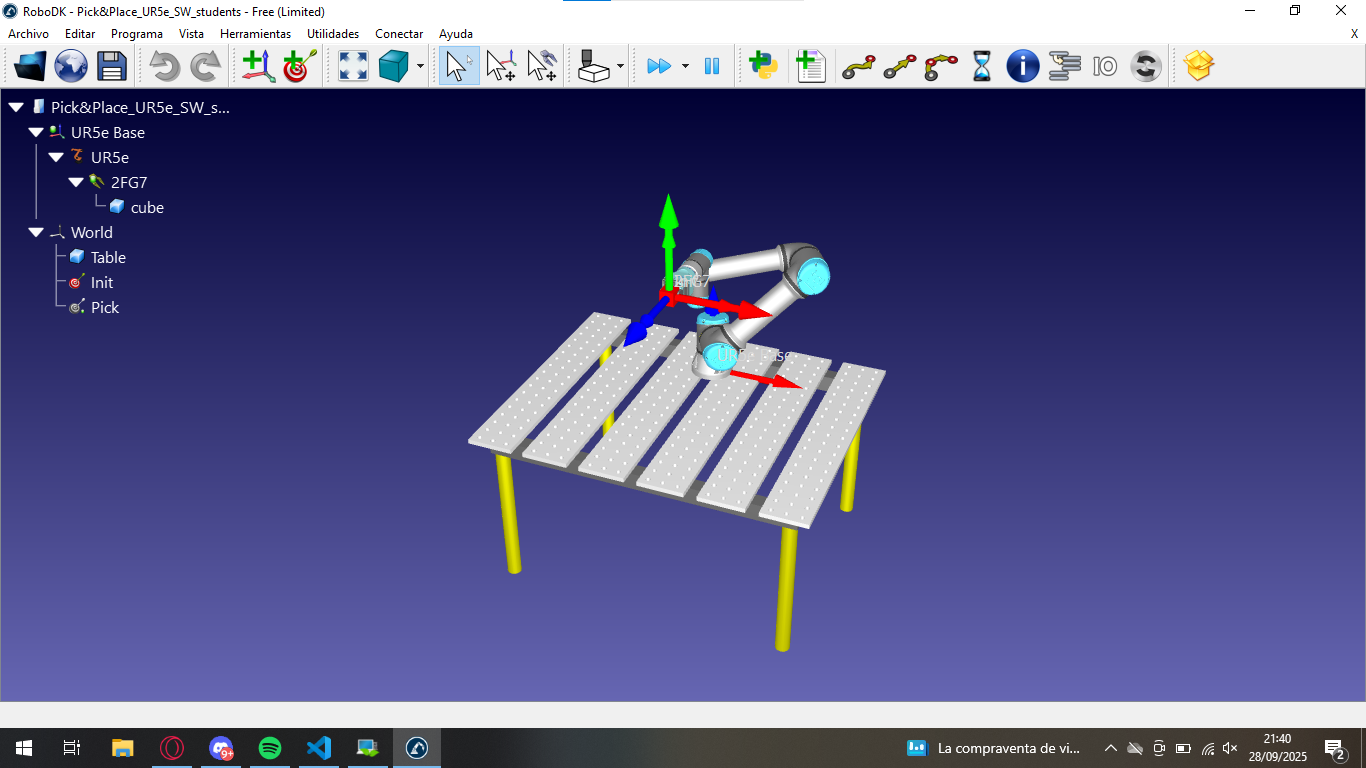 RoboDK - Pick&Place_UR5e_SW_students - Free (Limited)
Archivo Editar Programa Vista Herramientas Utilidades Conectar Ayuda X
IO
Pick&Place_UR5e_SW_s...
UR5e Base
UR5e
2FG7
cube
World
Table
Init
Pick
2FG7
UR5e Base
9+
La compraventa de vi...
21:40
28/09/2025
2